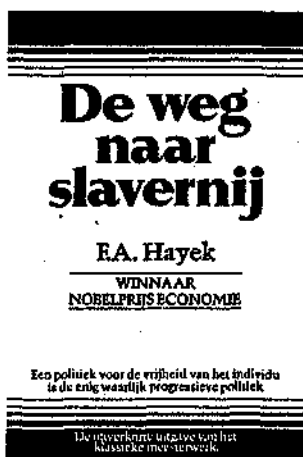 De weg
naar
slavernij
F.A. Hayek
WINNAAR
NOBELPRIJS ECONOMIE
Een politiek voor de vrijheid van het individu
is de enig waarlijk progressieve politiek
De uitverkorte uitgave van het
klassieke meesterwerk.